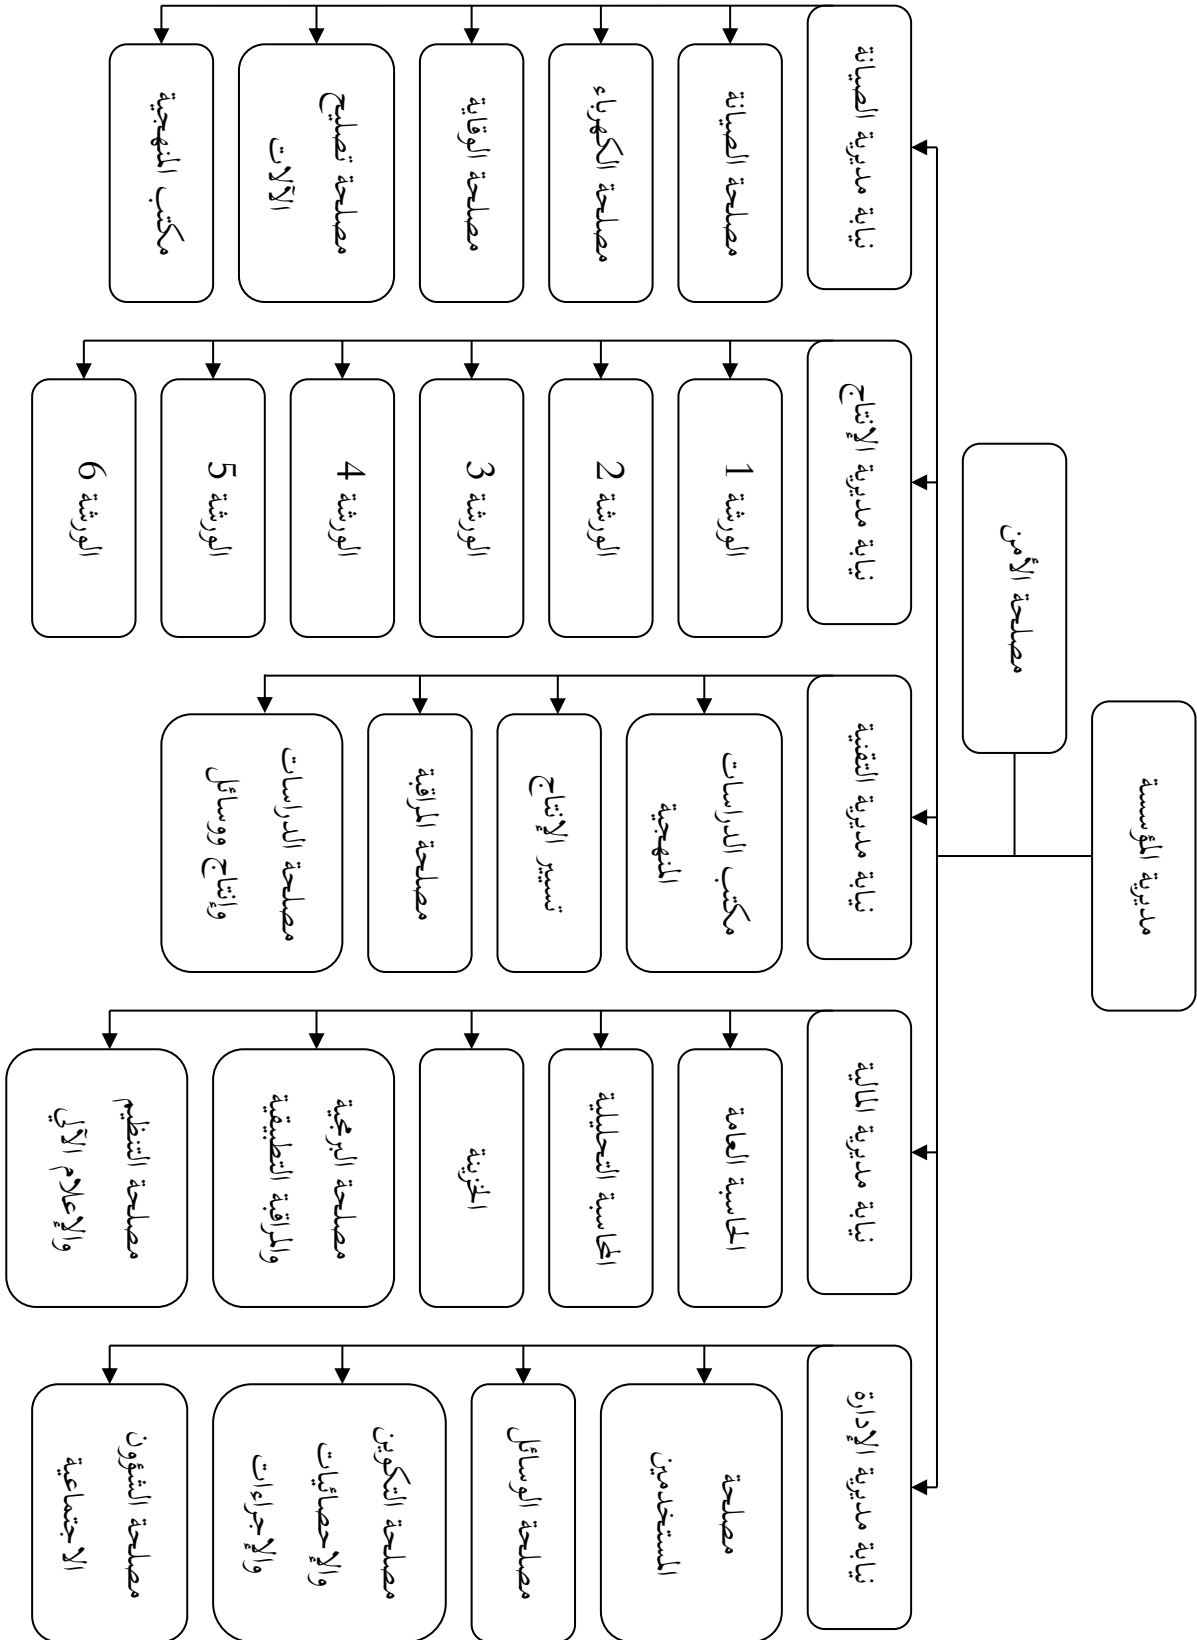 مديرية المؤسسة
مصلحة الأمن
نيابة مديرية الإدارة
مصلحة
المستخدمين
مصلحة الوسائل
مصلحة التكوين
والإحصائيات
والإجراءات
مصلحة الشؤون
الاجتماعية
نيابة مديرية المالية
المحاسبة العامة
المحاسبة التحليلية
الخزينة
مصلحة البرمجية
والمراقبة التطبيقية
مصلحة التنظيم
والإعلام الآلي
نيابة مديرية التقنية
مكتب الدراسات
المنهجية
تسيير الإنتاج
مصلحة المراقبة
مصلحة الدراسات
وإنتاج ووسائل
نيابة مديرية الإنتاج
الورشة 1
الورشة 2
الورشة 3
الورشة 4
الورشة 5
الورشة 6
نيابة مديرية الصيانة
مصلحة الصيانة
مصلحة الكهرباء
مصلحة الوقاية
مصلحة تصليح
الآلات
مكتب المنهجية